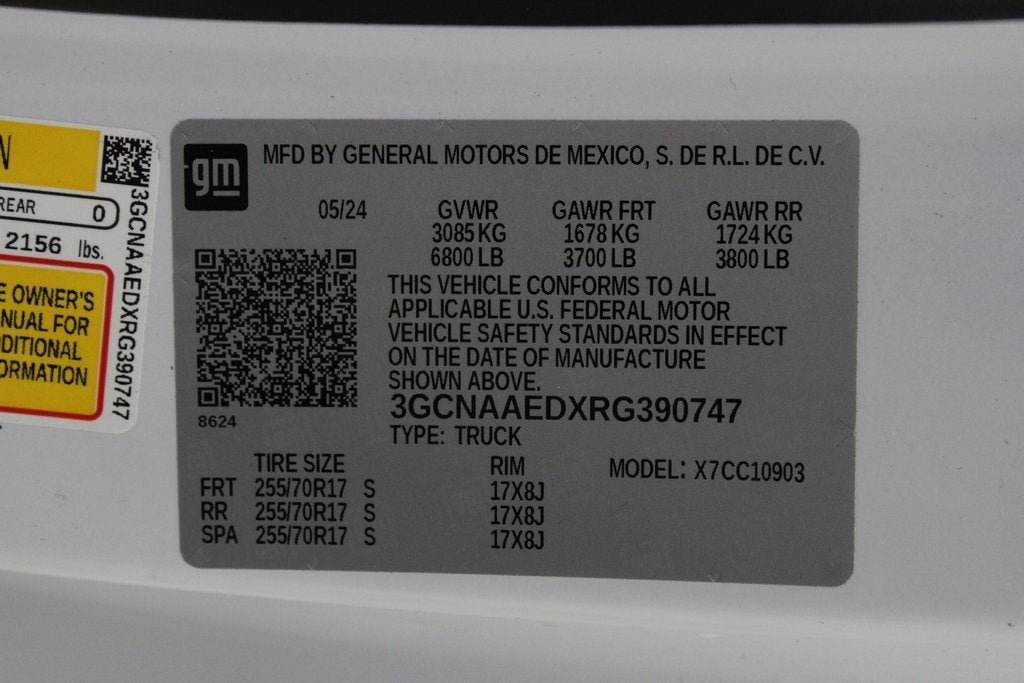 N
REAR
0
2156 lbs.
E OWNER'S
NUAL FOR
DITIONAL
ORMATION
3GCNAAEDXRG390747
gm
MFD BY GENERAL MOTORS DE MEXICO, S. DE R.L. DE C.V.
05/24 GVWR GAWR FRT GAWR RR
3085 KG 1678 KG 1724 KG
6800 LB 3700 LB 3800 LB
THIS VEHICLE CONFORMS TO ALL
APPLICABLE U.S. FEDERAL MOTOR
VEHICLE SAFETY STANDARDS IN EFFECT
ON THE DATE OF MANUFACTURE
SHOWN ABOVE.
3GCNAAEDXRG390747
8624
TYPE: TRUCK
TIRE SIZE RIM MODEL: X7CC10903
FRT 255/70R17 S 17X8J
RR 255/70R17 S 17X8J
SPA 255/70R17 S 17X8J